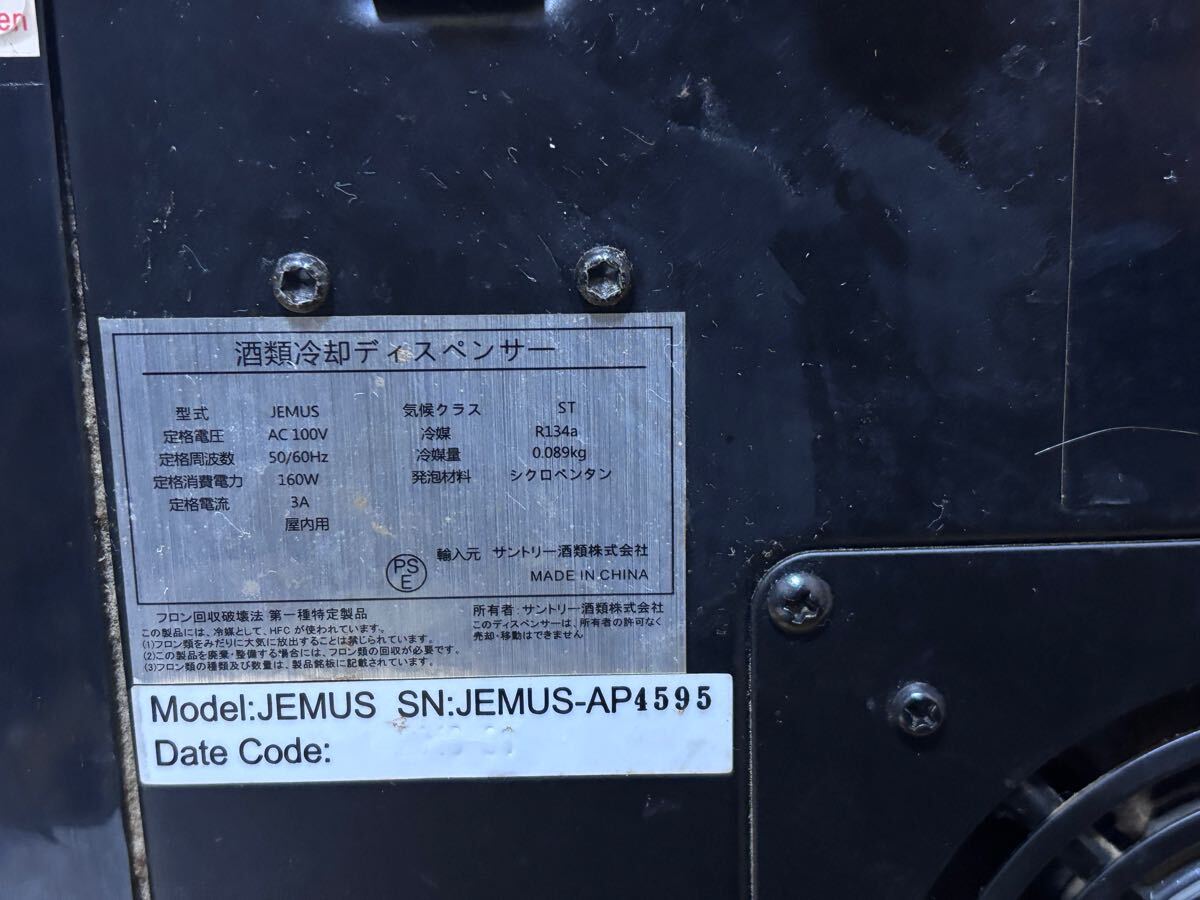 en
酒類冷却ディスペンサー
型式 JEMUS 気候クラス ST
定格電圧 AC 100V 冷媒 R134a
定格周波数 50/60Hz 冷媒量 0.089kg
定格消費電力 160W 発泡材料 シクロペンタン
定格電流 3A
屋内用
PS
E
輸入元 サントリー酒類株式会社
MADE IN CHINA
フロン回収破壊法 第一種特定製品
この製品には、冷媒として、HFC が使われています。
(1)フロン類をみだりに大気に放出することは禁じられています。
(2)この製品を廃棄・整備する場合には、フロン類の回収が必要です。
(3)フロン類の種類及び数量は、製品銘板に記載されています。
所有者：サントリー酒類株式会社
このディスペンサーは、所有者の許可なく
売却・移動はできません
Model:JEMUS SN:JEMUS-AP4595
Date Code: